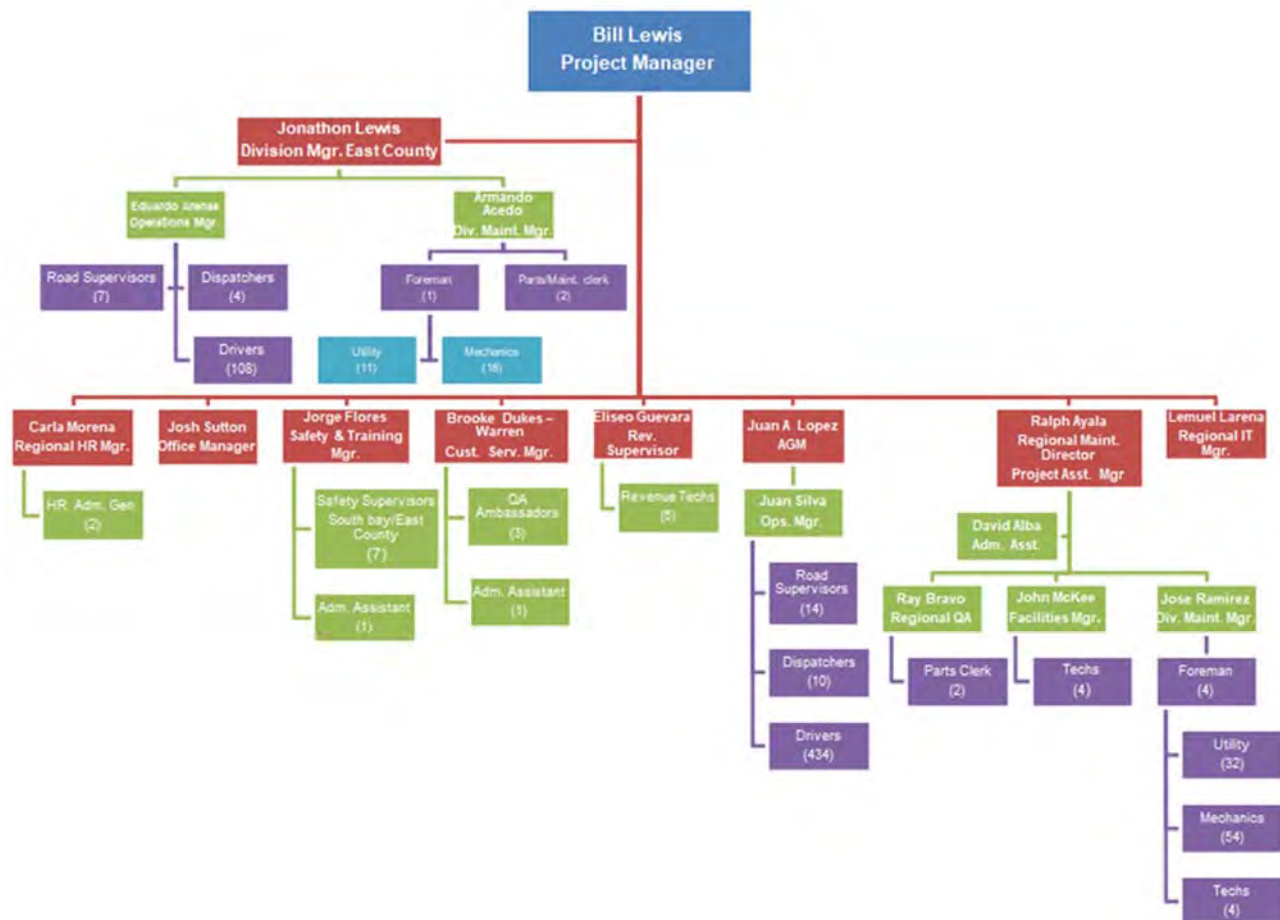 Bill Lewis
Project Manager
Jonathon Lewis
Division Mgr. East County
Eduardo
Operations Mgr.
Armando
Acedo
Div. Maint. Mgr.
Road Supervisors
(7)
Dispatchers
(4)
Foreman
(1)
Parts/Maint. clerk
(2)
Drivers
(108)
Utility
(11)
Mechanics
Carla Morena
Regional HR Mgr.
Josh Sutton
Office Manager
Jorge Flores
Safety & Training
Mgr.
Brooke Dukes –
Warren
Cust. Serv. Mgr.
Eliseo Guevara
Rev.
Supervisor
Juan A Lopez
AGM
Ralph Ayala
Regional Maint.
Director
Project Asst. Mgr
Lemuel Larena
Regional IT
Mgr.
HR Adm. Gen.
(2)
Safety Supervisors
South bay/East
County
(7)
Adm. Assistant
(1)
QA
Ambassadors
(3)
Adm. Assistant
(1)
Revenue Techs
Juan Silva
Ops. Mgr.
Road
Supervisors
(14)
Dispatchers
(10)
Drivers
(434)
David Alba
Adm. Asst.
Ray Bravo
Regional QA
John McKee
Facilities Mgr.
Jose Ramirez
Div. Maint. Mgr.
Parts Clerk
(2)
Techs
(4)
Foreman
(4)
Utility
(32)
Mechanics
(54)
Techs
(4)